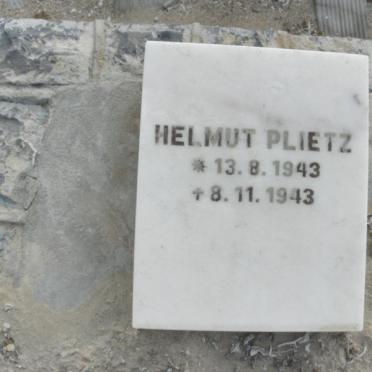 HELMUT PLIETZ
* 13. 8. 1943
✝ 8. 11. 1943